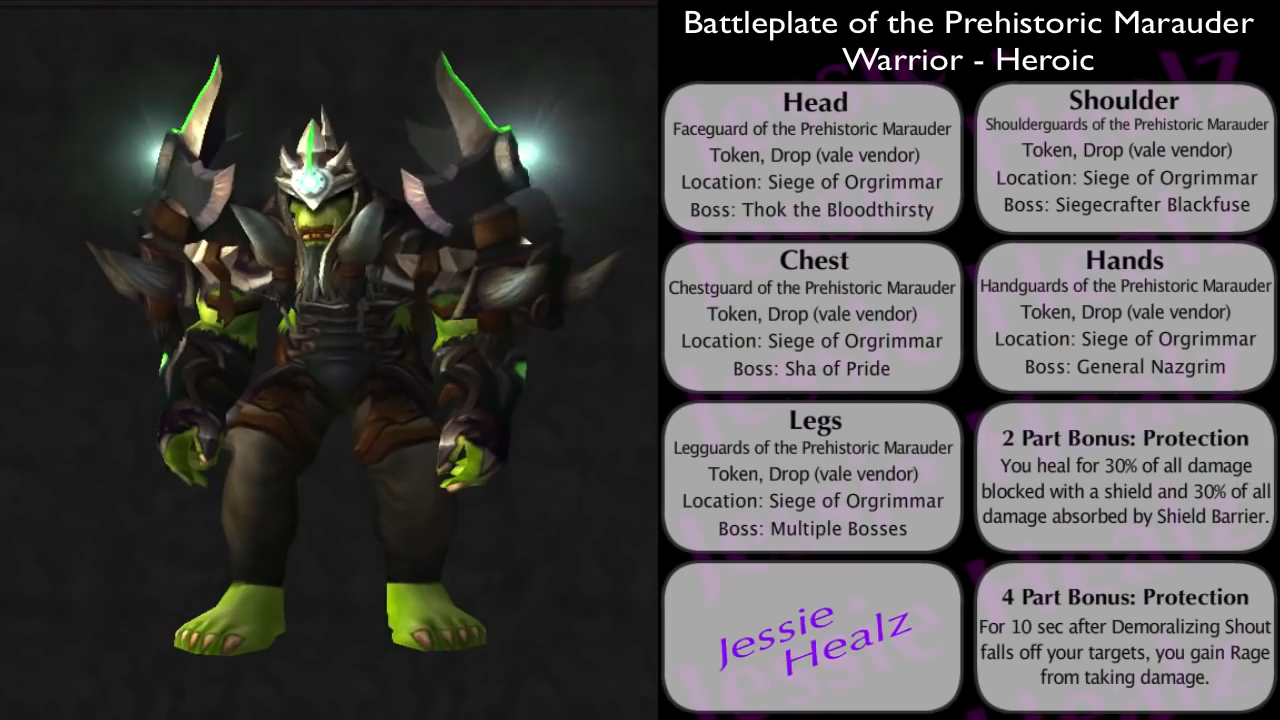 Battleplate of the Prehistoric Marauder
Warrior - Heroic
Head
Faceguard of the Prehistoric Marauder
Token, Drop (vale vendor)
Location: Siege of Orgrimmar
Boss: Thok the Bloodthirsty
Shoulder
Shoulderguards of the Prehistoric Marauder
Token, Drop (vale vendor)
Location: Siege of Orgrimmar
Boss: Siegecrafter Blackfuse
Chest
Chestguard of the Prehistoric Marauder
Token, Drop (vale vendor)
Location: Siege of Orgrimmar
Boss: Sha of Pride
Hands
Handguards of the Prehistoric Marauder
Token, Drop (vale vendor)
Location: Siege of Orgrimmar
Boss: General Nazgrim
Legs
Legguards of the Prehistoric Marauder
Token, Drop (vale vendor)
Location: Siege of Orgrimmar
Boss: Multiple Bosses
2 Part Bonus: Protection
You heal for 30% of all damage
blocked with a shield and 30% of all
damage absorbed by Shield Barrier.
Jessie
Healz
4 Part Bonus: Protection
For 10 sec after Demoralizing Shout
falls off your targets, you gain Rage
from taking damage.